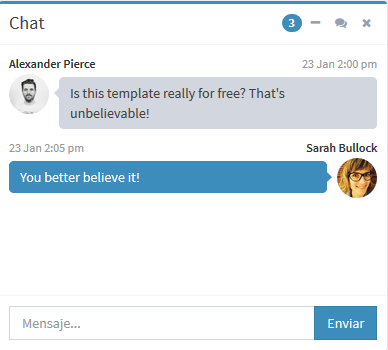 Chat 3
Alexander Pierce 23 Jan 2:00 pm
Is this template really for free? That's
unbelievable!
23 Jan 2:05 pm Sarah Bullock
You better believe it!
Mensaje... Enviar